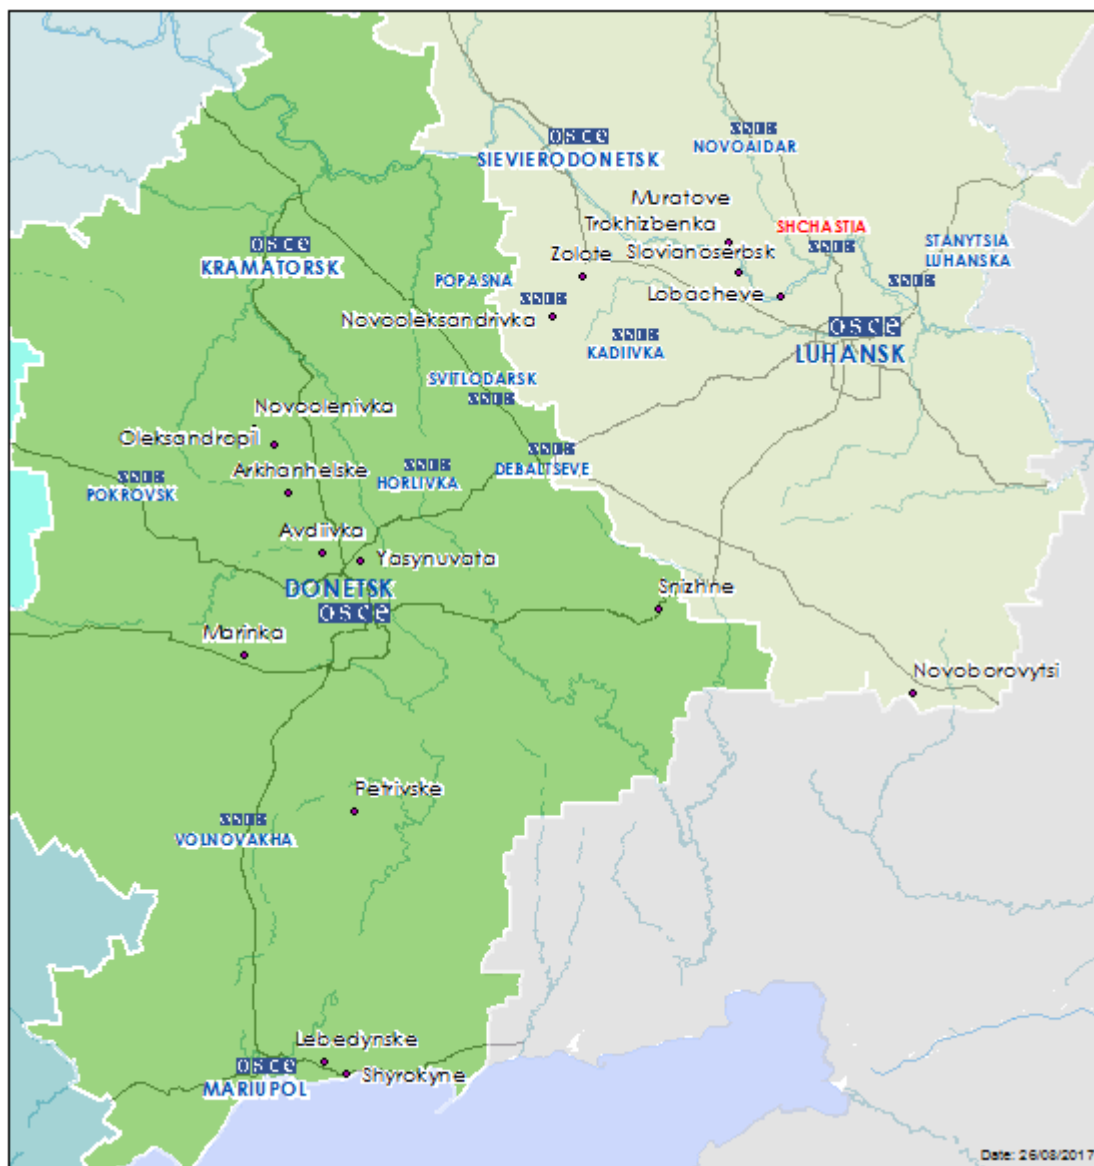 osce
SIEVIERODONETSK
NOVOAIDAR
Muratove
Trokhizbenka
SHCHASTIA
STANYTSIA
LUHANSKA
osce
KRAMATORSK
Zolote
Slovianoserbsk
POPASNA
Lobacheve
Novooleksandrivka
osce
LUHANSK
KADIIVKA
SVITLODARSK
Novoolenivka
Oleksandropil
Arkhanhelske
HORLIVKA
DEBALTSEVE
POKROVSK
Avdiivka
Yasynuvata
DONETSK
osce
Snizhne
Marinka
Novoborovytsi
Petrivske
VOLNOVAKHA
Lebedynske
osce
MARIUPOL
Shyrokyne
Date: 26/08/2017